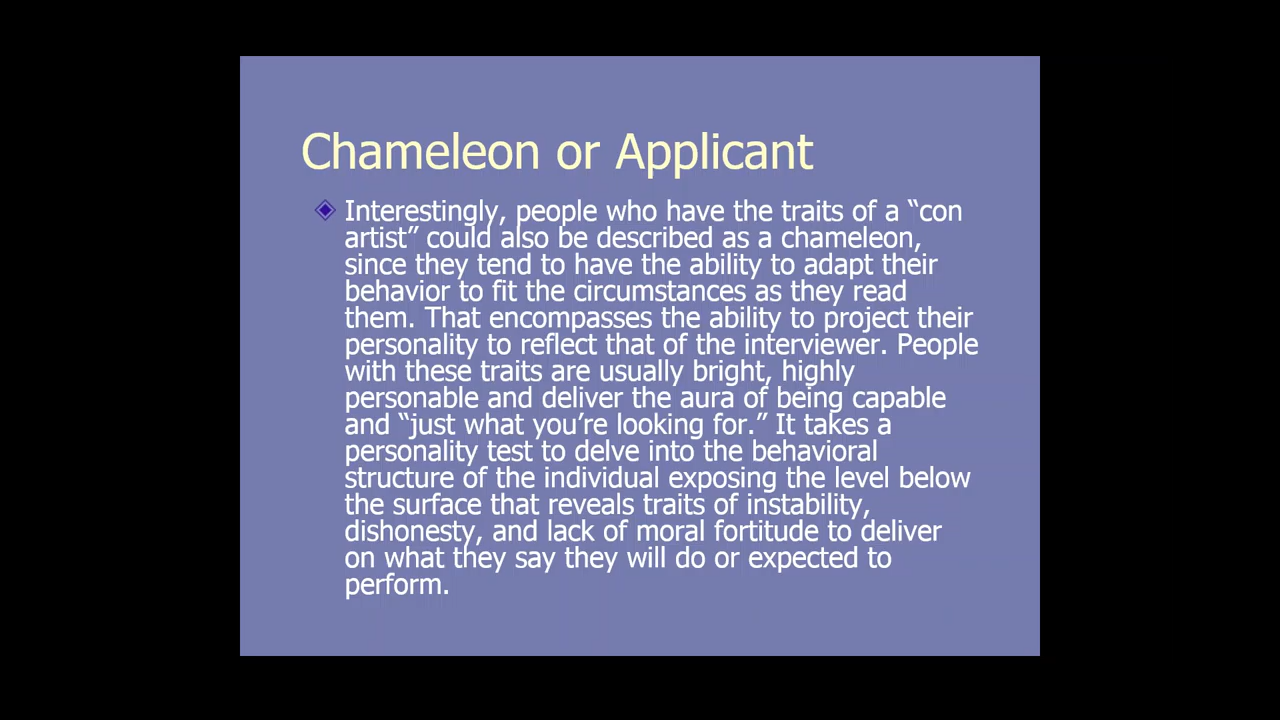 Chameleon or Applicant
Interestingly, people who have the traits of a “con
artist” could also be described as a chameleon,
since they tend to have the ability to adapt their
behavior to fit the circumstances as they read
them. That encompasses the ability to project their
personality to reflect that of the interviewer. People
with these traits are usually bright, highly
personable and deliver the aura of being capable
and “just what you’re looking for.” It takes a
personality test to delve into the behavioral
structure of the individual exposing the level below
the surface that reveals traits of instability,
dishonesty, and lack of moral fortitude to deliver
on what they say they will do or expected to
perform.